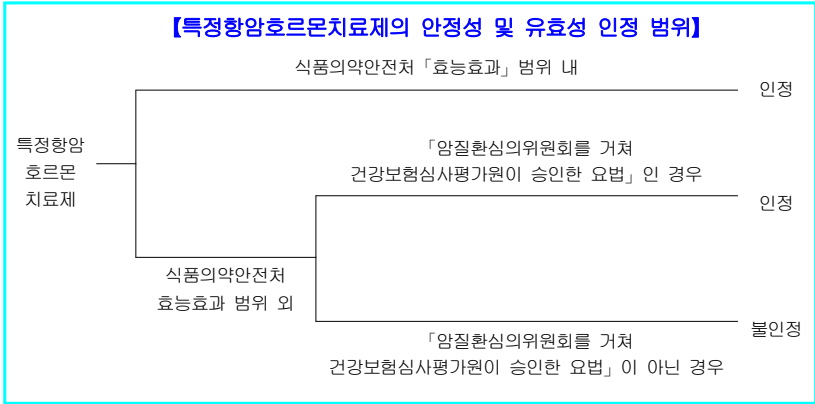 【특정항암호르몬치료제의 안정성 및 유효성 인정 범위】
식품의약안전처「효능효과」범위 내
인정
특정항암
호르몬
치료제
「암질환심의위원회를 거쳐
건강보험심사평가원이 승인한 요법」인 경우
인정
식품의약안전처
효능효과 범위 외
불인정
「암질환심의위원회를 거쳐
건강보험심사평가원이 승인한 요법」이 아닌 경우